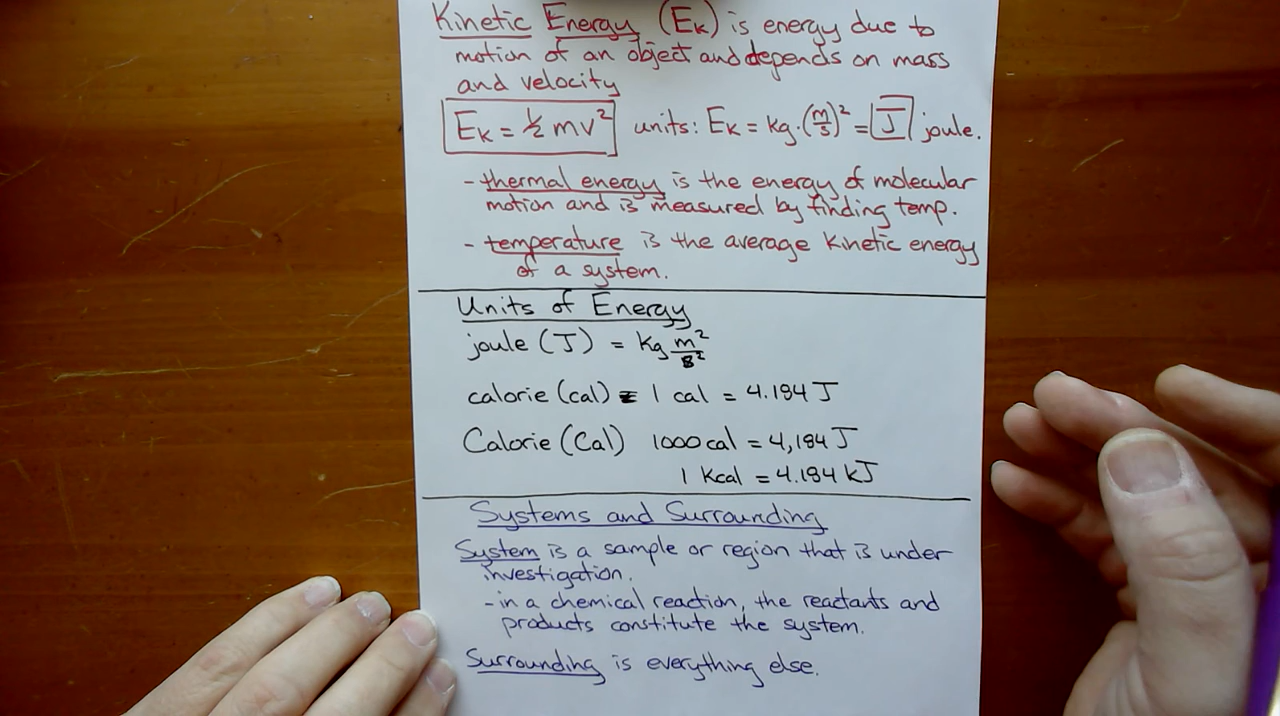 Kinetic Energy (Ek) is energy due to
motion of an object and depends on mass
and velocity
Ek = 1/2 mv² units: Ek = kg·(m/s)² = J joule.
- thermal energy is the energy of molecular
motion and is measured by finding temp.
- temperature is the average kinetic energy
of a system.
Units of Energy
joule (J) = kg m²/s²
calorie (cal) = 1 cal = 4.184 J
Calorie (Cal) 1000 cal = 4,184 J
1 Kcal = 4.184 kJ
Systems and Surrounding
System is a sample or region that is under
investigation.
- in a chemical reaction, the reactants and
products constitute the system.
Surrounding is everything else.